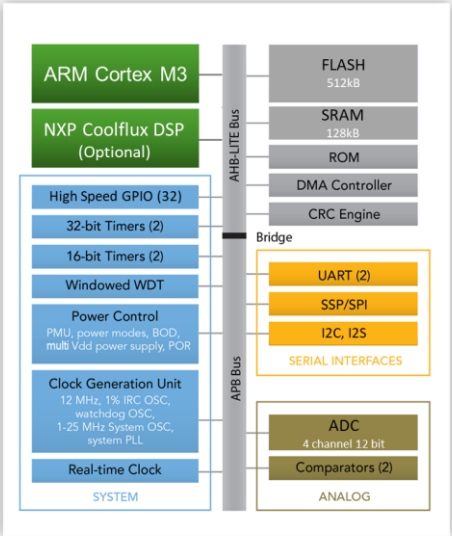 ARM Cortex M3
NXP Coolflux DSP
(Optional)
High Speed GPIO (32)
32-bit Timers (2)
16-bit Timers (2)
Windowed WDT
Power Control
PMU, power modes, BOD,
multi Vdd power supply, POR
Clock Generation Unit
12 MHz, 1% IRC OSC,
watchdog OSC,
1-25 MHz System OSC,
system PLL
Real-time Clock
SYSTEM
AHB-LITE Bus
Bridge
APB Bus
FLASH
512kB
SRAM
128kB
ROM
DMA Controller
CRC Engine
UART (2)
SSP/SPI
I2C, I2S
SERIAL INTERFACES
ADC
4 channel 12 bit
Comparators (2)
ANALOG